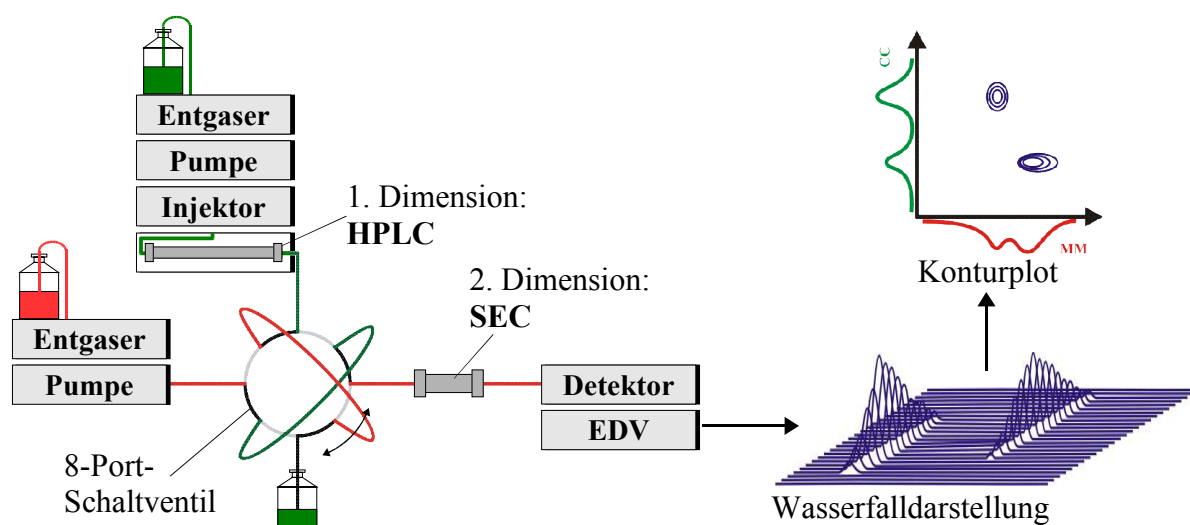 Entgaser
Pumpe
Injektor
1. Dimension:
HPLC
Entgaser
Pumpe
8-Port-
Schaltventil
2. Dimension:
SEC
Detektor
EDV
Wasserfalldarstellung
CC
MM
Konturplot